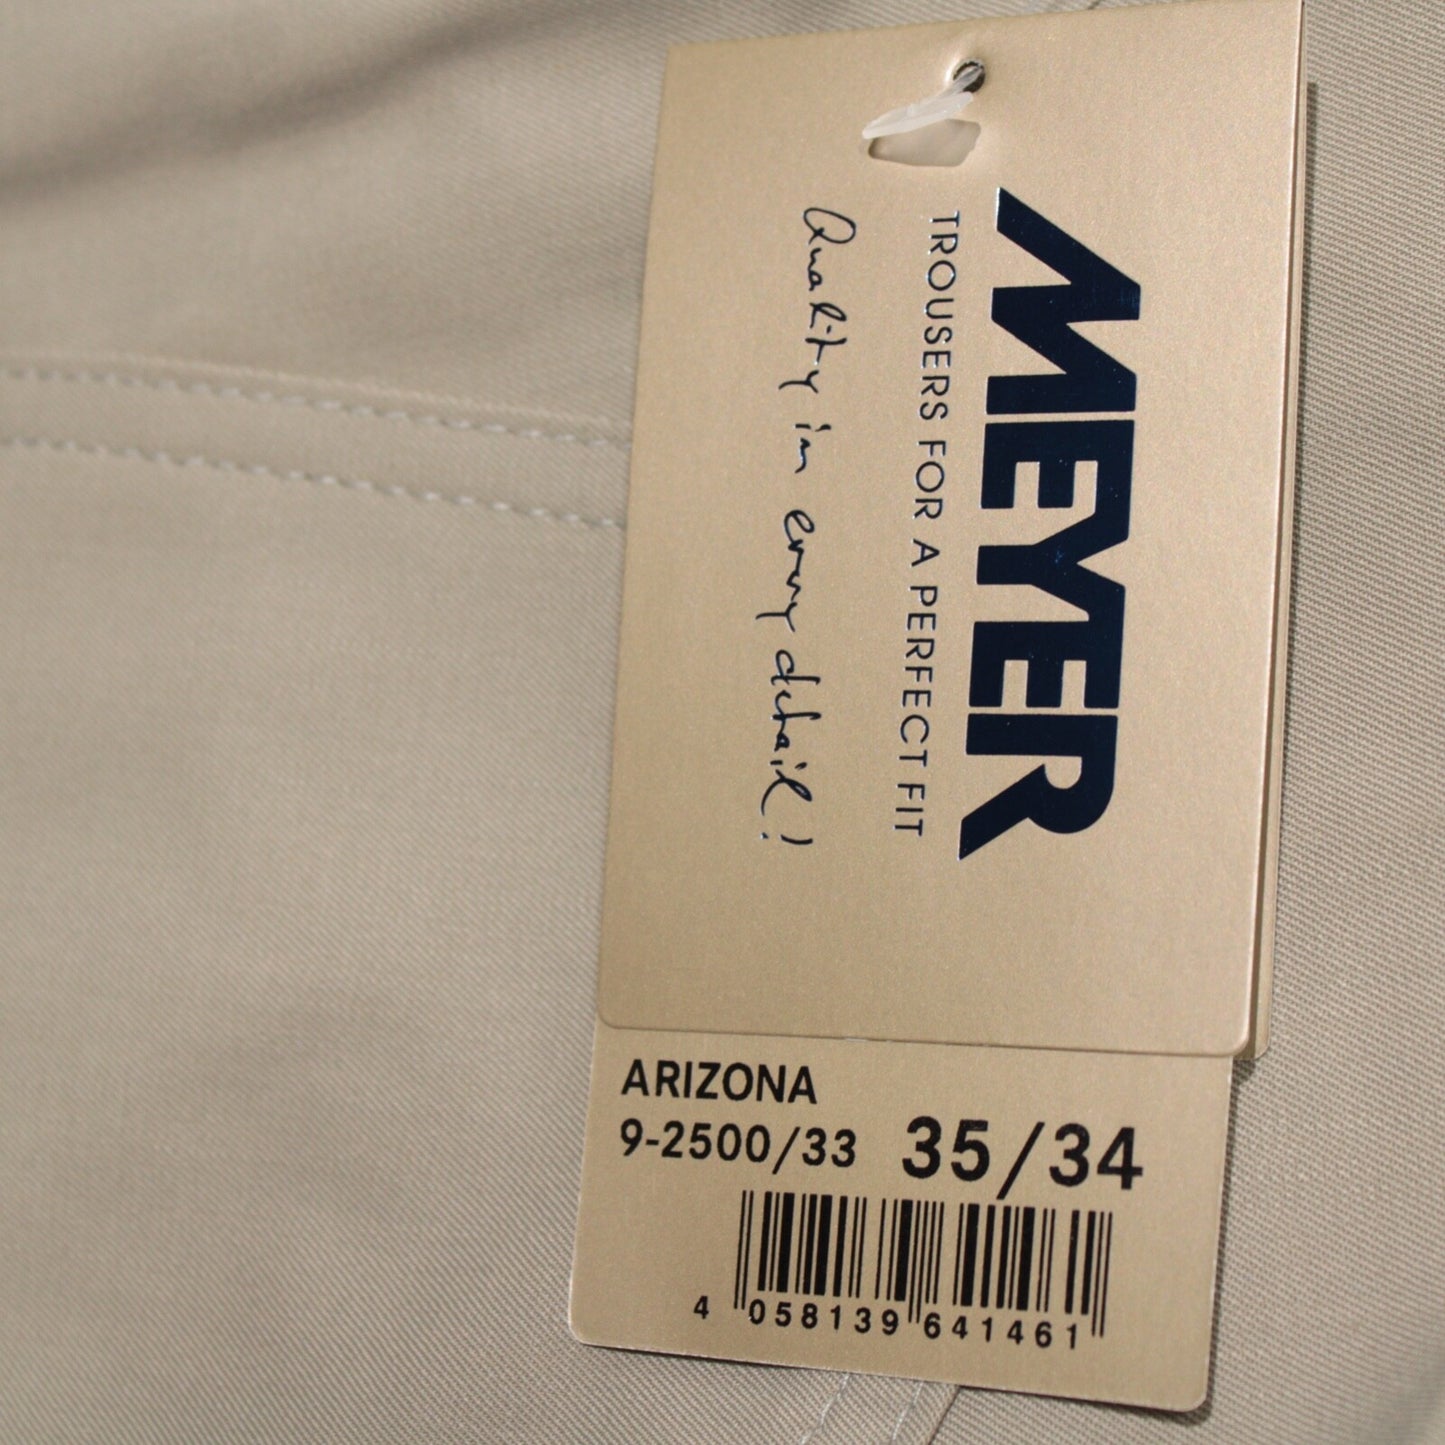 MEYER
TROUSERS FOR A PERFECT FIT
Quality in every detail!
ARIZONA
9-2500/33 35/34
4 058139 641461